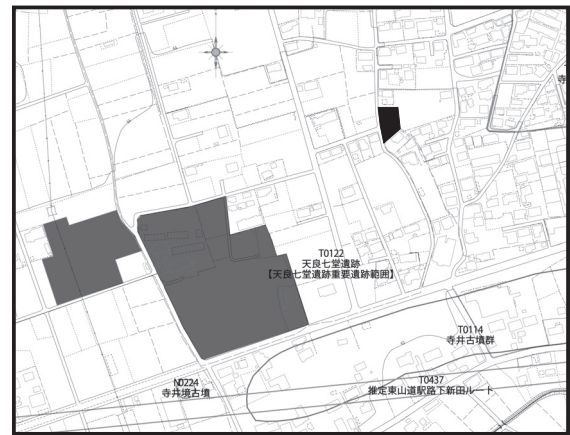 T0122
天良七堂遺跡
【天良七堂遺跡重要遺跡範囲】
T0114
寺井古墳群
N0224
寺井境古墳
T0437
推定東山道駅路下新田ルート